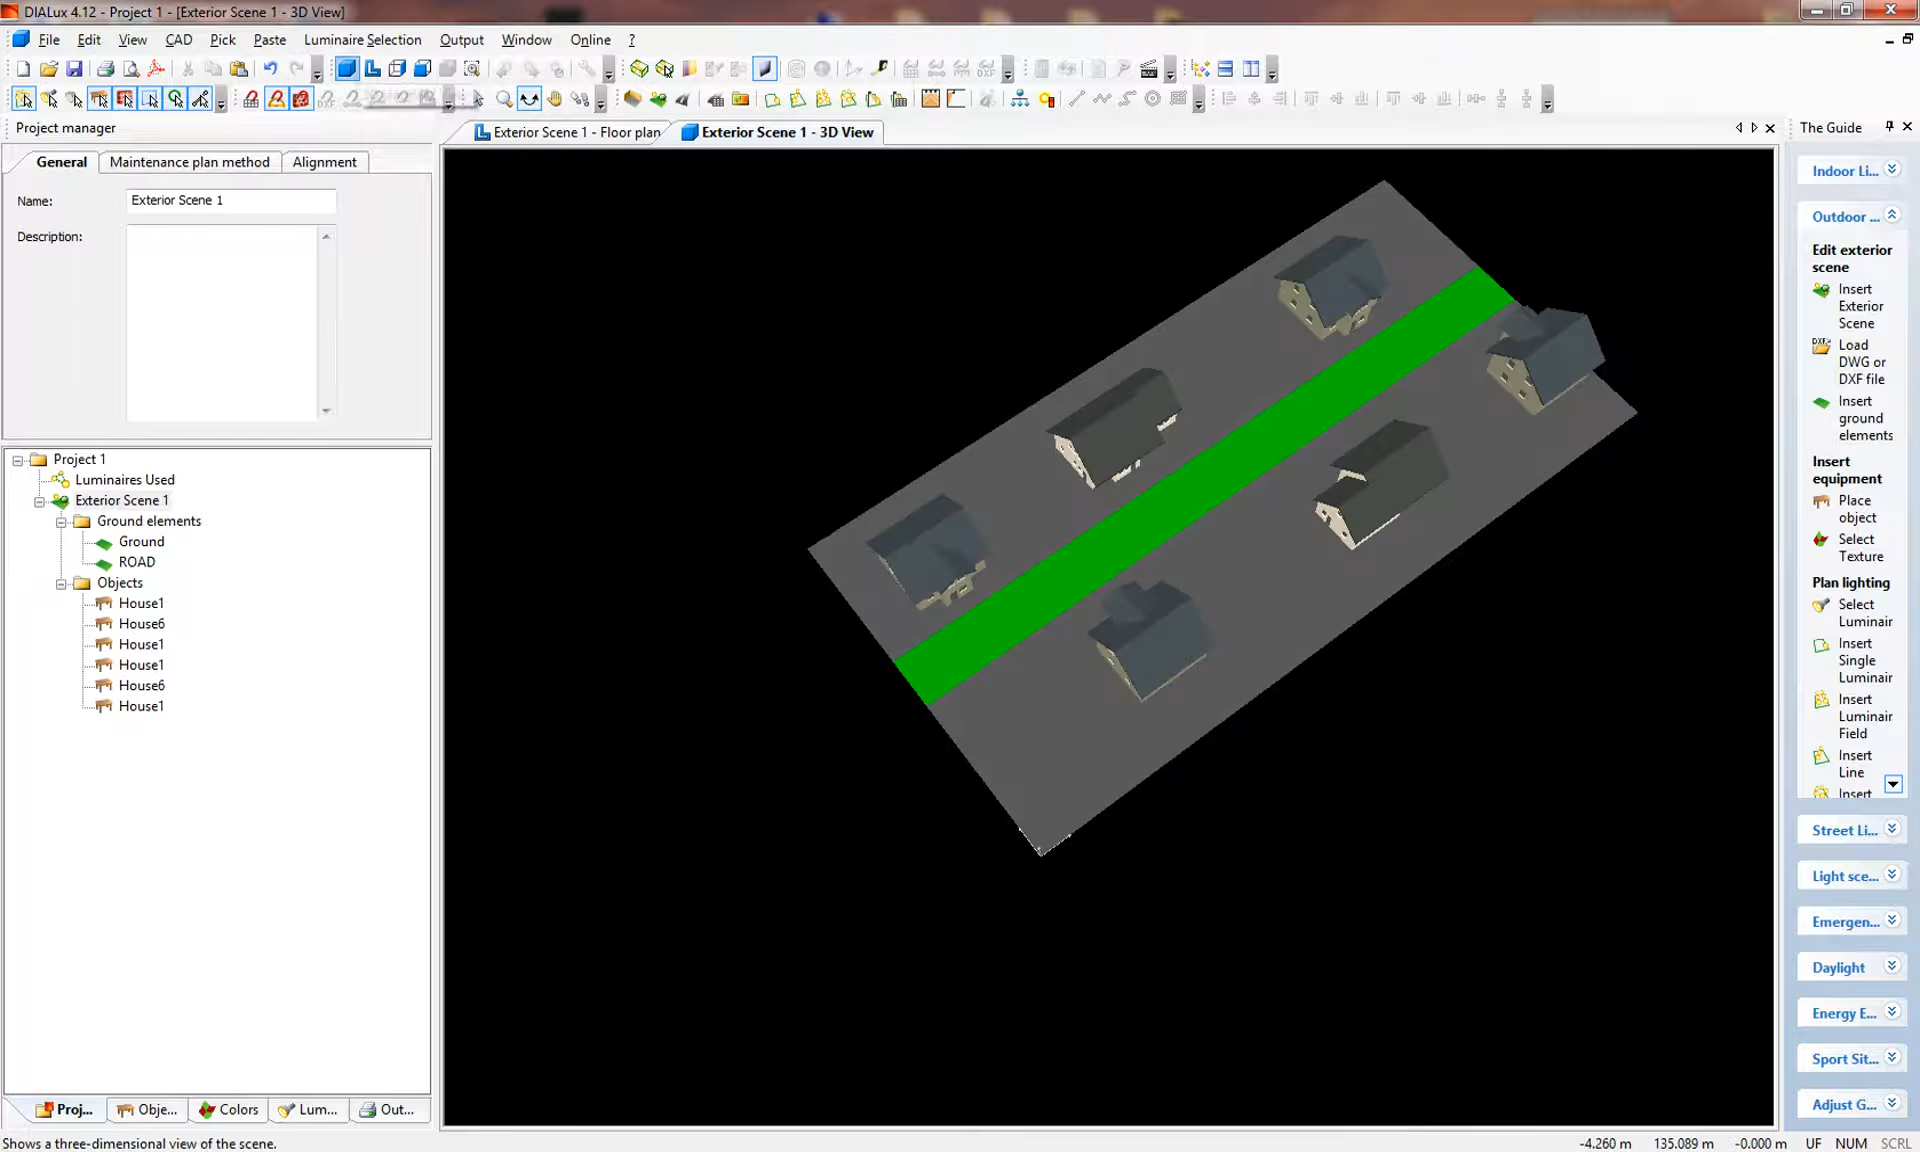 DIALux 4.12 - Project 1 - [Exterior Scene 1 - 3D View]
File Edit View CAD Pick Paste Luminaire Selection Output Window Online ?
Project manager
General Maintenance plan method Alignment
Name: Exterior Scene 1
Description:
Project 1
Luminaires Used
Exterior Scene 1
Ground elements
Ground
ROAD
Objects
House1
House6
House1
House1
House6
House1
Proj... Obje... Colors Lum... Out...
Exterior Scene 1 - Floor plan Exterior Scene 1 - 3D View
The Guide
Indoor Li...
Outdoor ...
Edit exterior
scene
Insert
Exterior
Scene
Load
DWG or
DXF file
Insert
ground
elements
Insert
equipment
Place
object
Select
Texture
Plan lighting
Select
Luminair
Insert
Single
Luminair
Insert
Luminair
Field
Insert
Line
Insert
Street Li...
Light sce...
Emergen...
Daylight
Energy E...
Sport Sit...
Adjust G...
Shows a three-dimensional view of the scene.
-4.260 m 135.089 m -0.000 m UF NUM SCRL